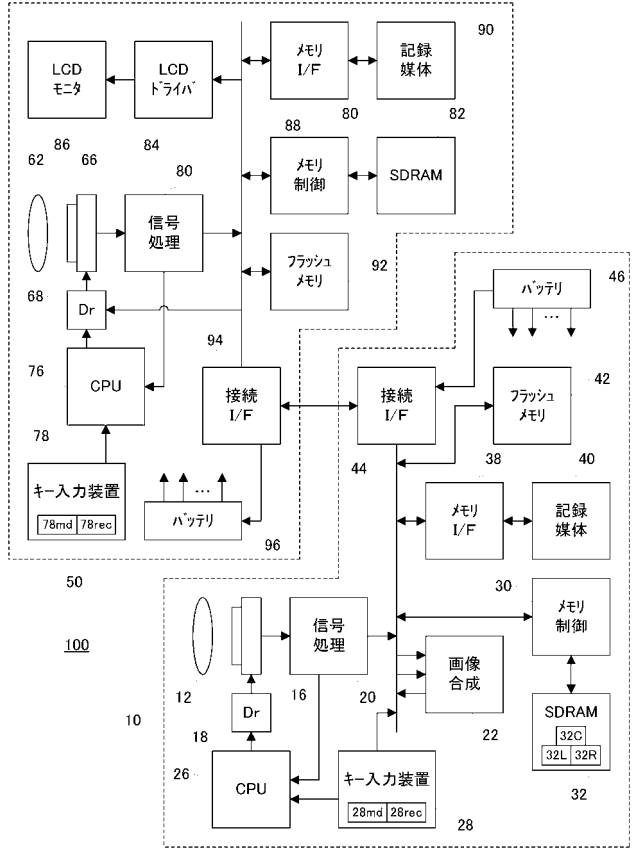 90
LCD
モニタ
LCD
ドライバ
メモリ
I/F
記録
媒体
86
84
80
82
62
66
80
88
信号
処理
メモリ
制御
SDRAM
フラッシュ
メモリ
92
68
Dr
94
76
CPU
接続
I/F
78
キー入力装置
78md
78rec
バッテリ
...
96
バッテリ
46
...
接続
I/F
フラッシュ
メモリ
42
44
38
40
メモリ
I/F
記録
媒体
30
メモリ
制御
50
100
10
12
信号
処理
16
20
画像
合成
22
18
Dr
26
CPU
キー入力装置
28md
28rec
28
SDRAM
32C
32L
32R
32